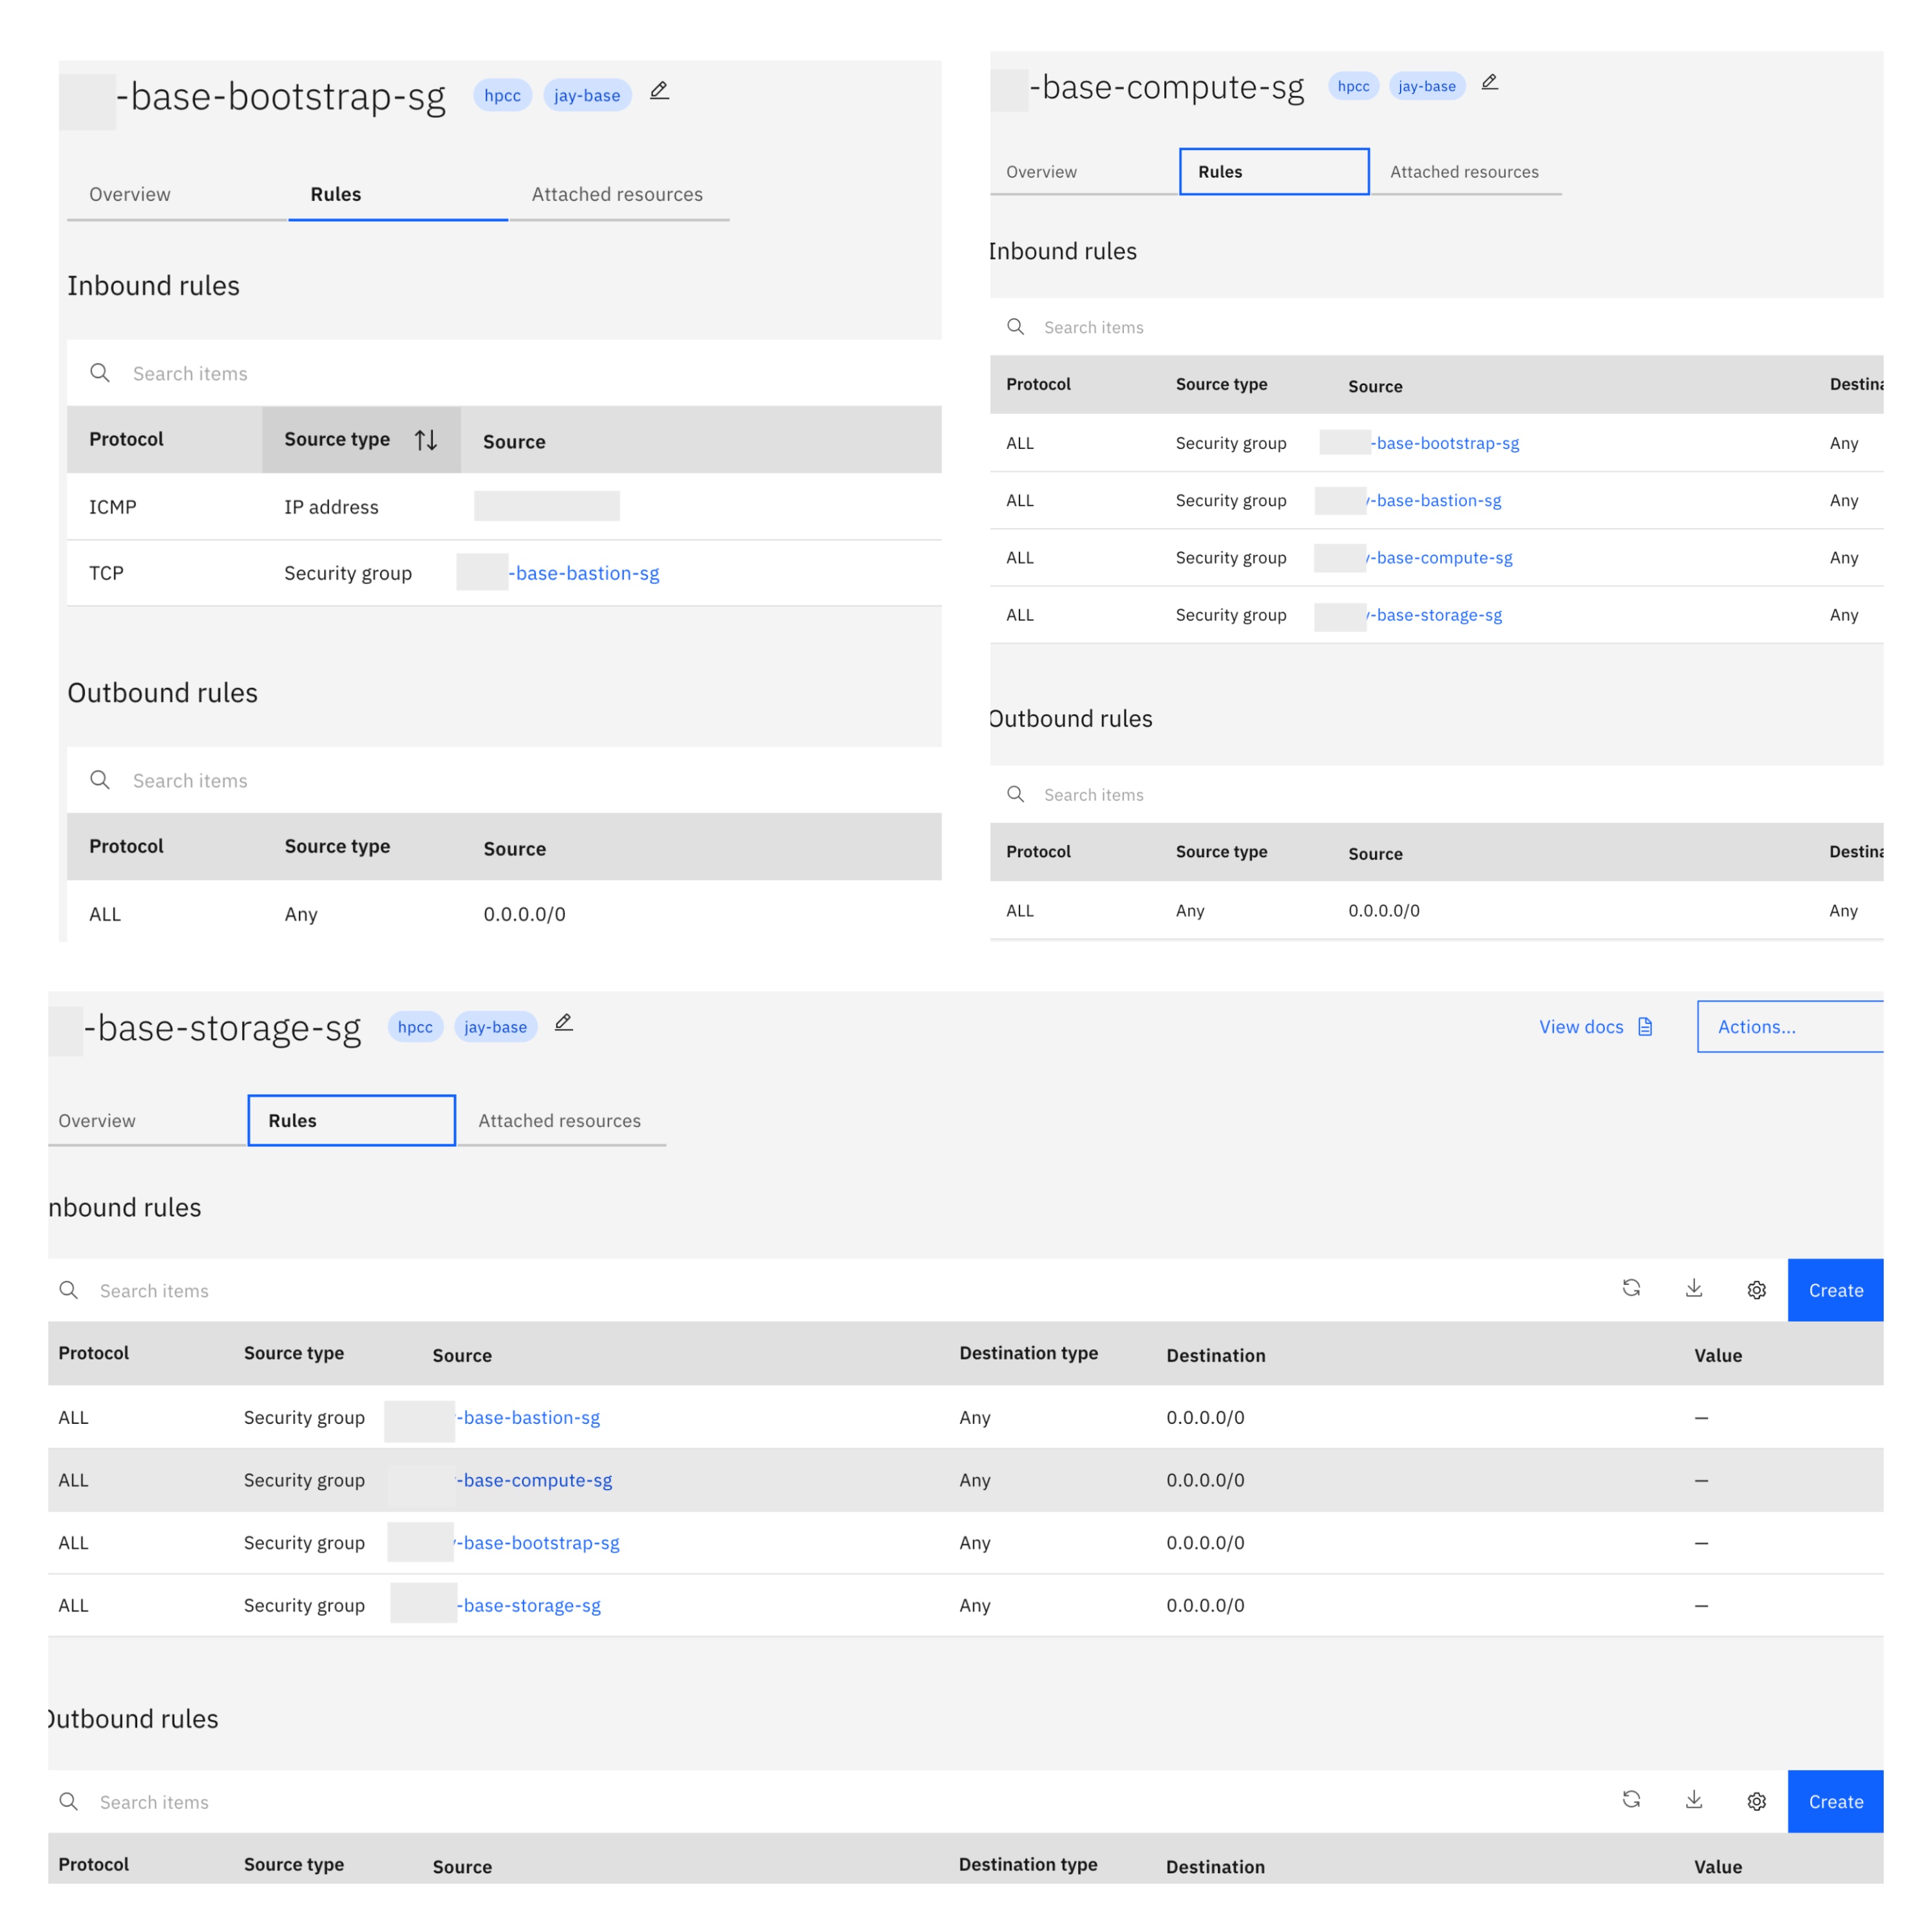 -base-bootstrap-sg hpcc jay-base
Overview Rules Attached resources
Inbound rules
Search items
Protocol Source type Source
ICMP IP address
TCP Security group -base-bastion-sg
Outbound rules
Search items
Protocol Source type Source
ALL Any 0.0.0.0/0
-base-compute-sg hpcc jay-base
Overview Rules Attached resources
Inbound rules
Search items
Protocol Source type Source Destina
ALL Security group -base-bootstrap-sg Any
ALL Security group -base-bastion-sg Any
ALL Security group -base-compute-sg Any
ALL Security group -base-storage-sg Any
Outbound rules
Search items
Protocol Source type Source Destina
ALL Any 0.0.0.0/0 Any
-base-storage-sg hpcc jay-base View docs Actions...
Overview Rules Attached resources
nbound rules
Search items Create
Protocol Source type Source Destination type Destination Value
ALL Security group -base-bastion-sg Any 0.0.0.0/0 —
ALL Security group -base-compute-sg Any 0.0.0.0/0 —
ALL Security group -base-bootstrap-sg Any 0.0.0.0/0 —
ALL Security group -base-storage-sg Any 0.0.0.0/0 —
Outbound rules
Search items Create
Protocol Source type Source Destination type Destination Value